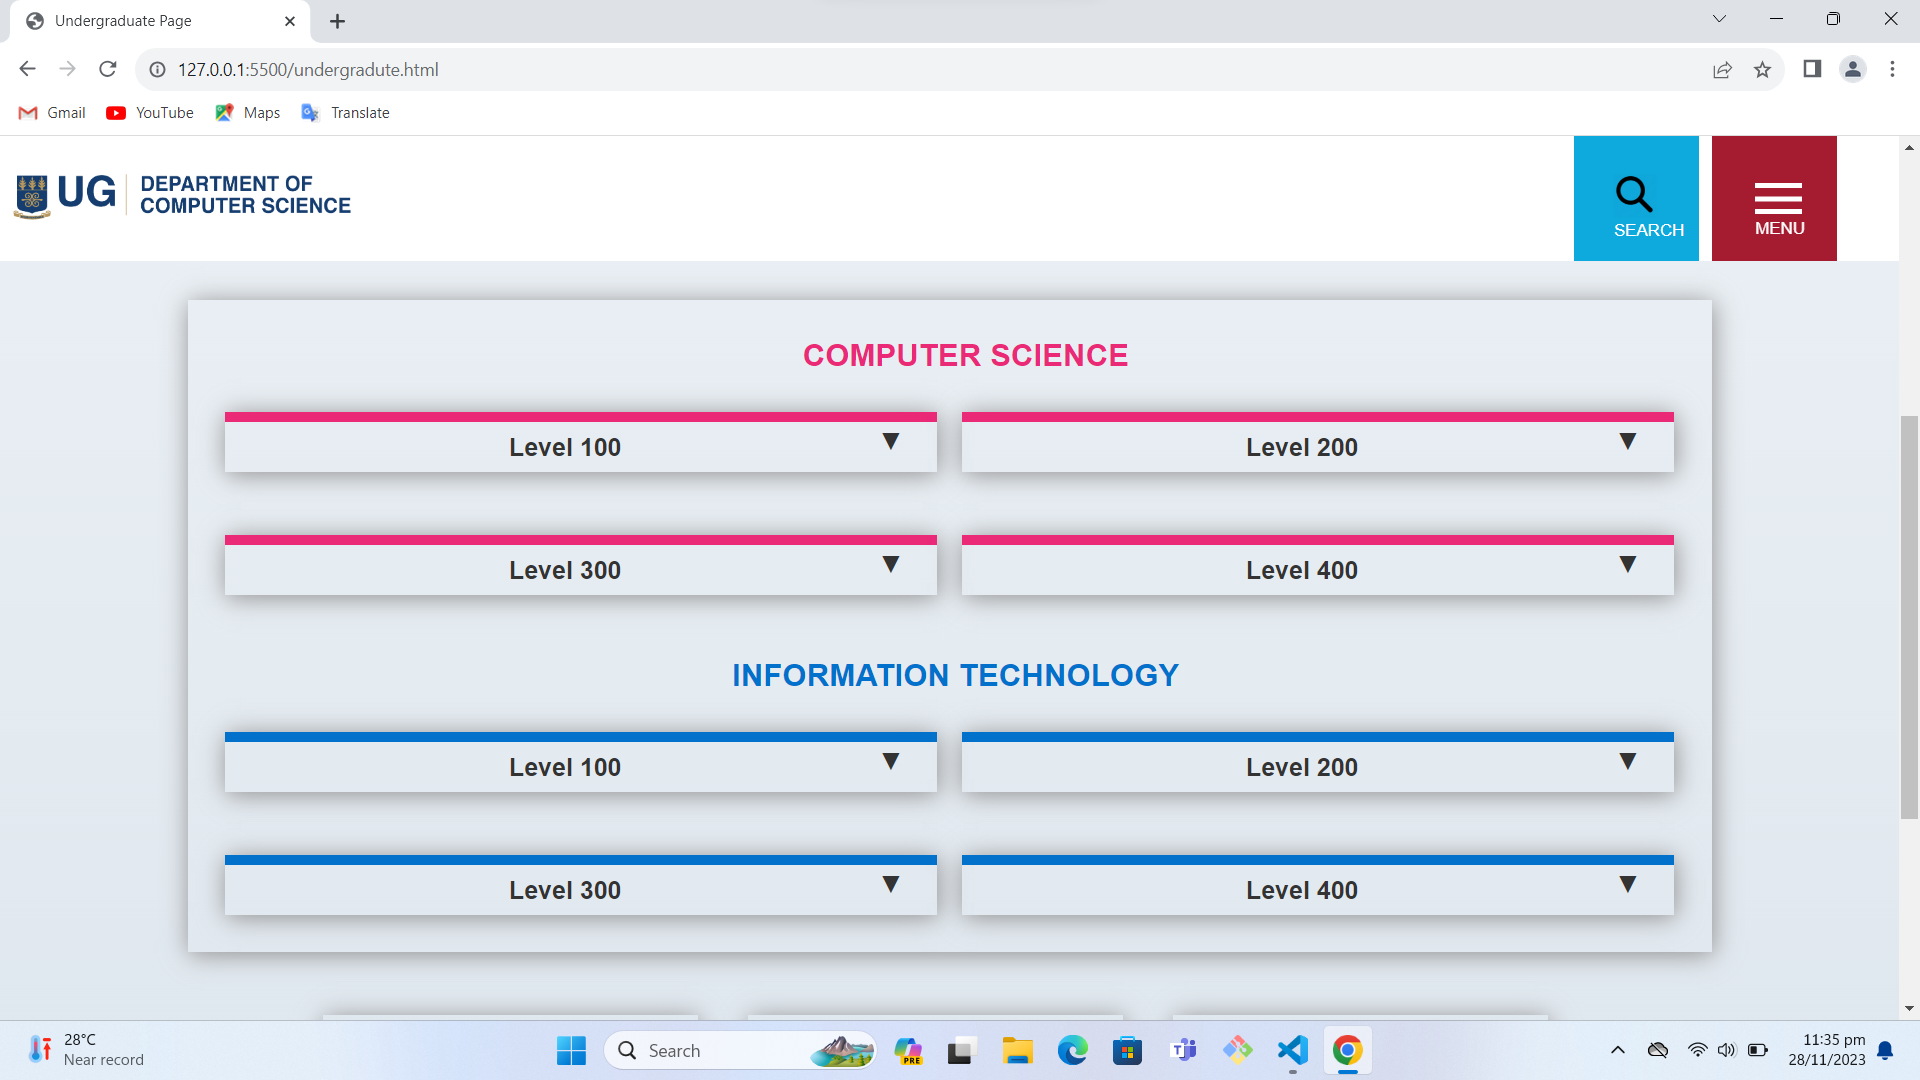 Undergraduate Page
127.0.0.1:5500/undergradute.html
Gmail YouTube Maps Translate
UG
DEPARTMENT OF
COMPUTER SCIENCE
SEARCH
MENU
COMPUTER SCIENCE
Level 100
Level 200
Level 300
Level 400
INFORMATION TECHNOLOGY
Level 100
Level 200
Level 300
Level 400
28°C
Near record
Search
PRE
11:35 pm
28/11/2023